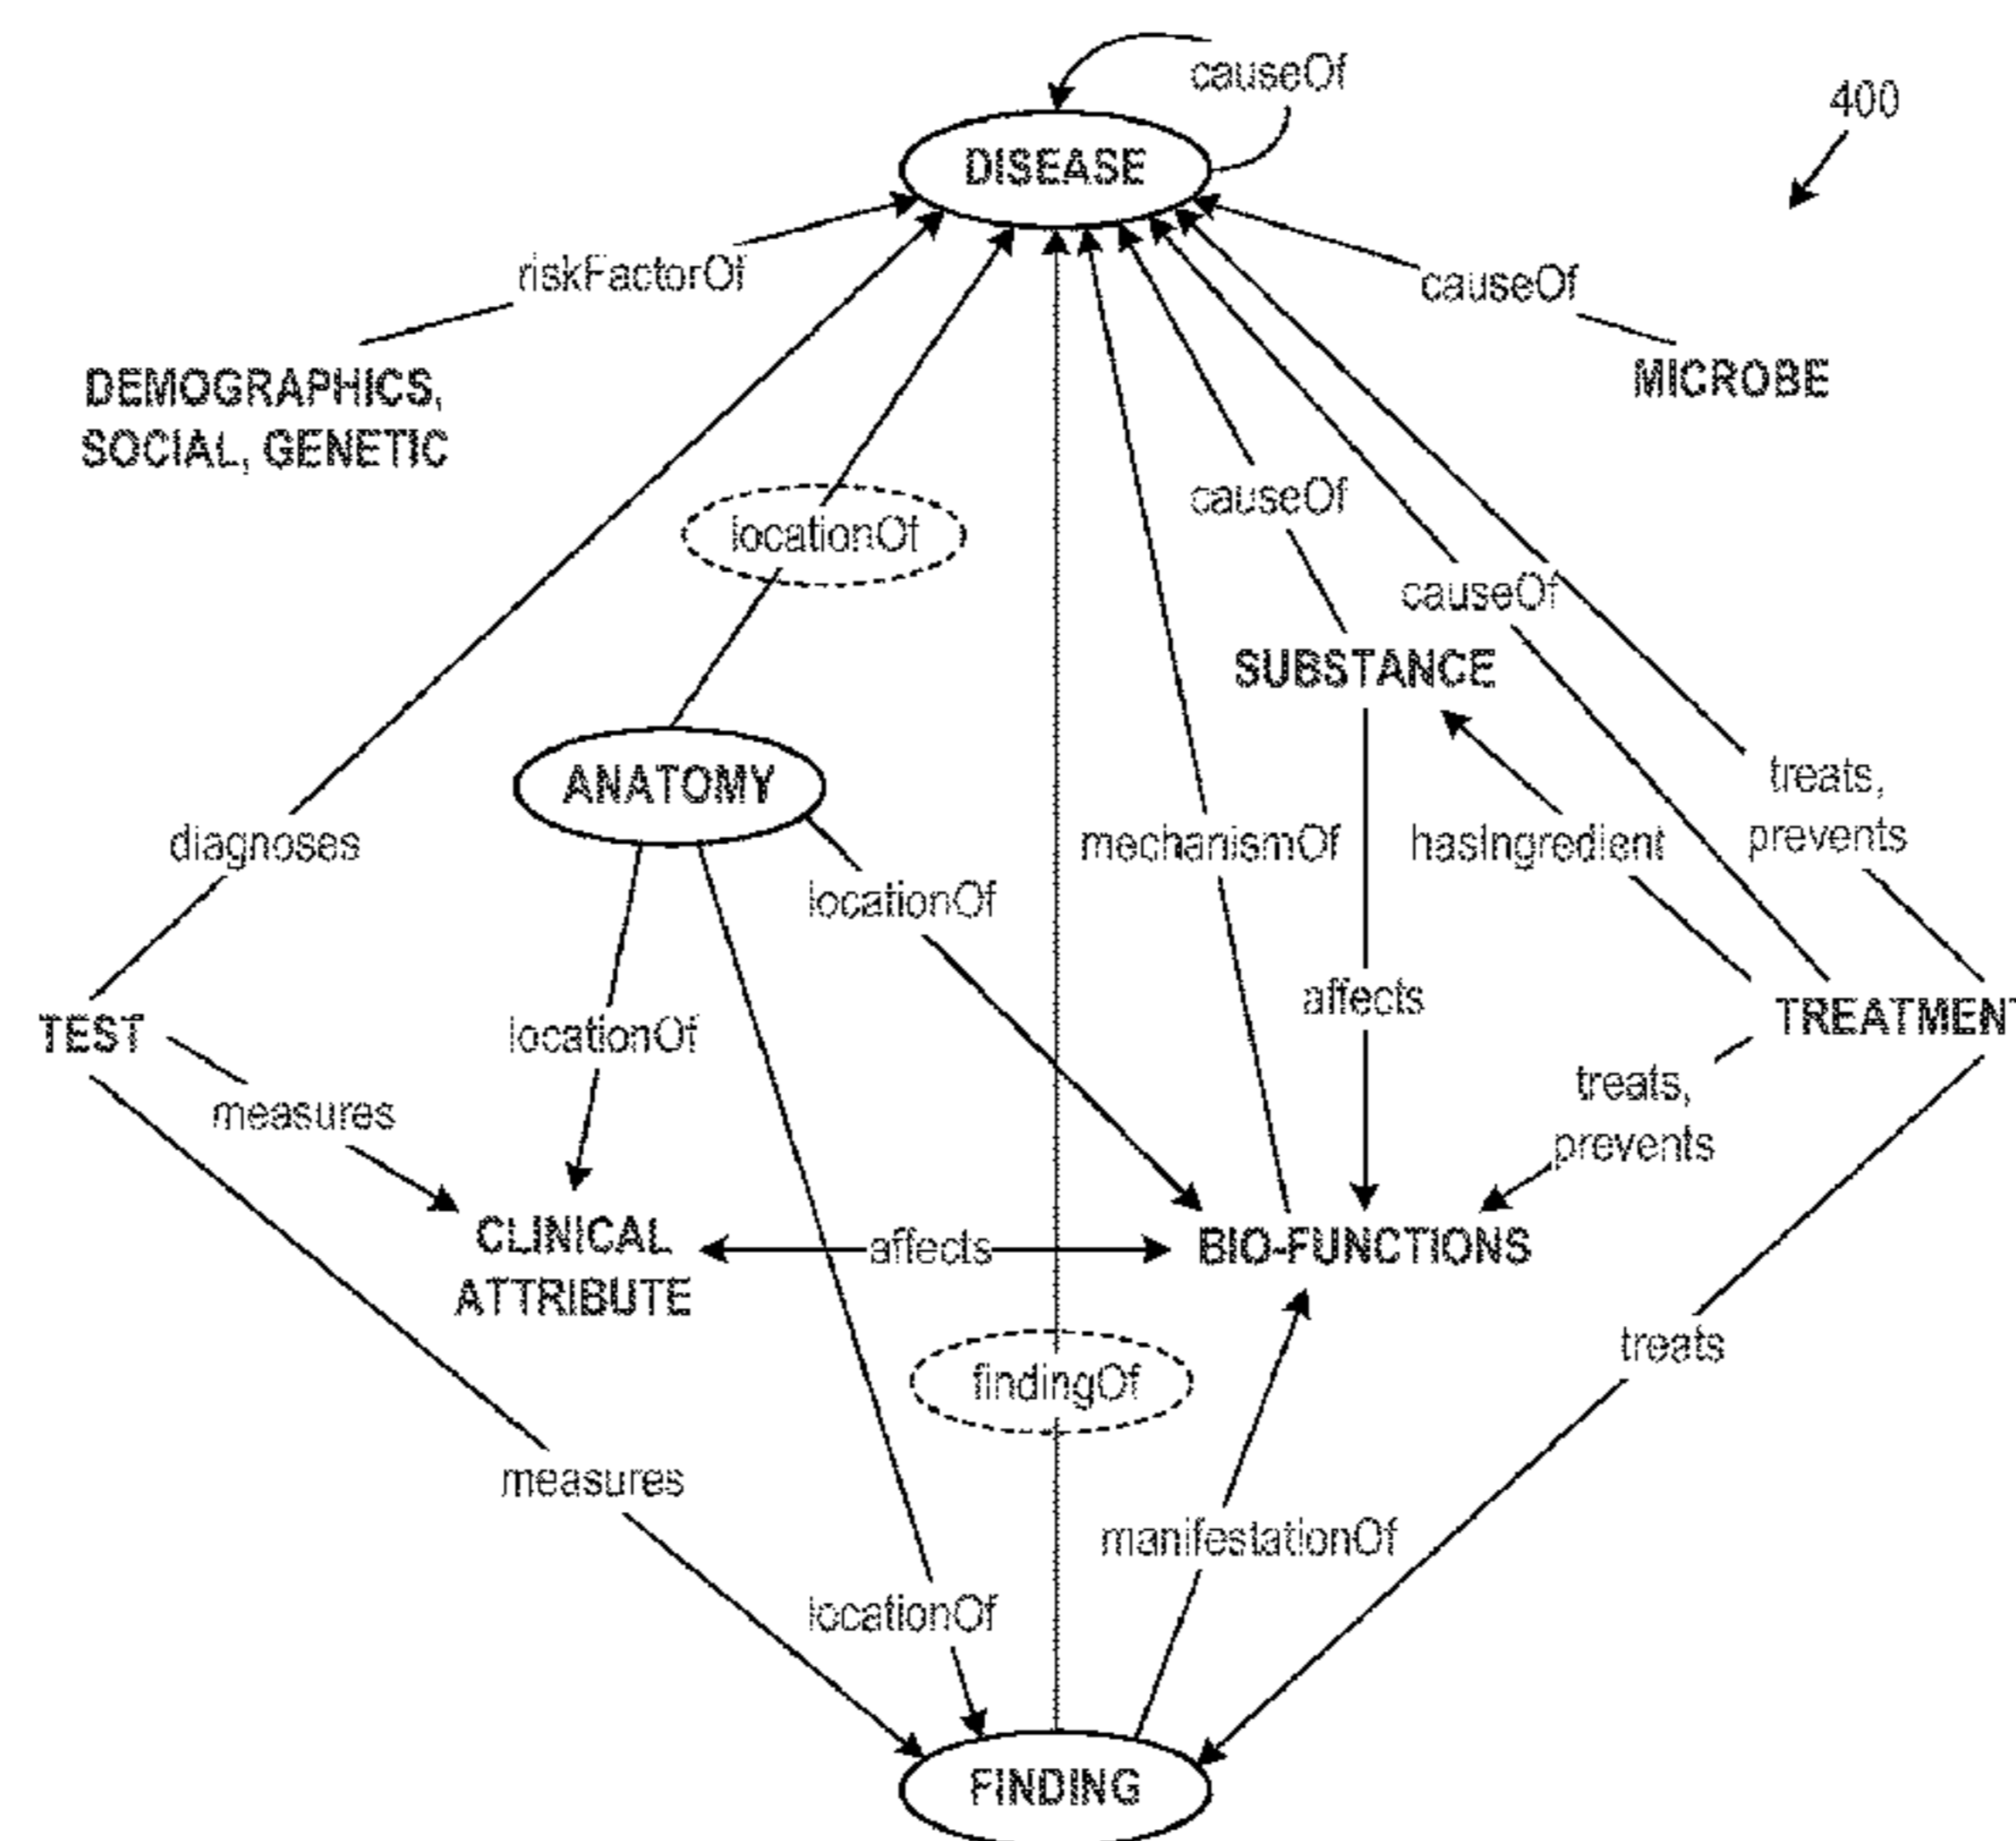 causeOf
400
DISEASE
riskFactorOf
causeOf
DEMOGRAPHICS,
SOCIAL, GENETIC
MICROBE
causeOf
locationOf
causeOf
SUBSTANCE
ANATOMY
treats,
prevents
diagnoses
mechanismOf
hasIngredient
locationOf
affects
TREATMENT
TEST
locationOf
measures
treats,
prevents
CLINICAL
ATTRIBUTE
affects
BIO-FUNCTIONS
treats
findingOf
measures
manifestationOf
locationOf
FINDING